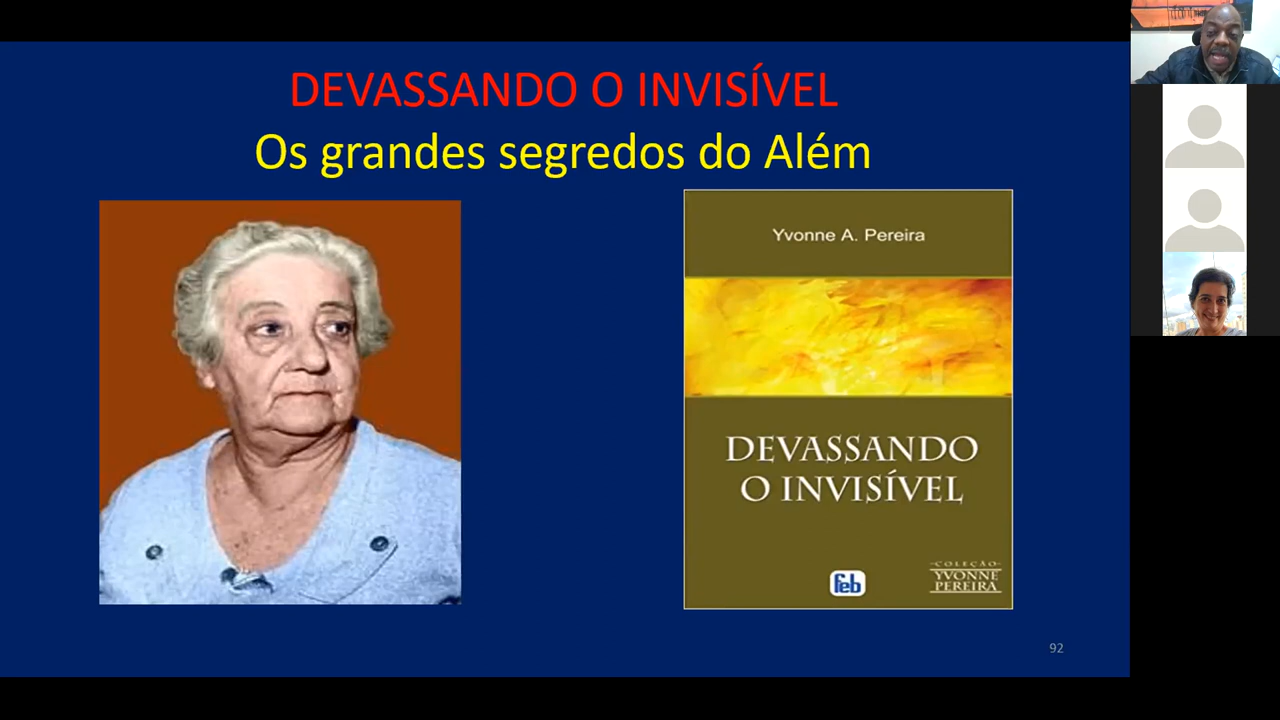 DEVASSANDO O INVISÍVEL
Os grandes segredos do Além
Yvonne A. Pereira
DEVASSANDO
O INVISÍVEL
feb
COLEÇÃO
YVONNE
PEREIRA
92